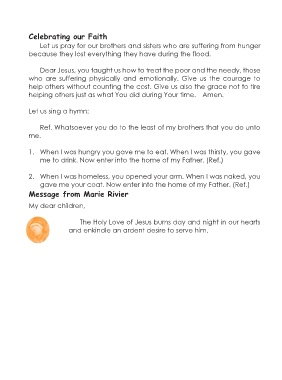 Celebrating our Faith
Let us pray for our brothers and sisters who are suffering from hunger
because they lost everything they have during the flood.
Dear Jesus, you taught us how to treat the poor and the needy, those
who are suffering physically and emotionally. Give us the courage to
help others without counting the cost. Give us also the grace not to tire
helping others just as what You did during Your time. Amen.
Let us sing a hymn:
Ref. Whatsoever you do to the least of my brothers that you do unto
me.
1. When I was hungry you gave me to eat. When I was thirsty, you gave
me to drink. Now enter into the home of my Father. (Ref.)
2. When I was homeless, you opened your arm. When I was naked, you
gave me your coat. Now enter into the home of my Father. (Ref.)
Message from Marie Rivier
My dear children,
The Holy Love of Jesus burns day and night in our hearts
and enkindle an ardent desire to serve him.